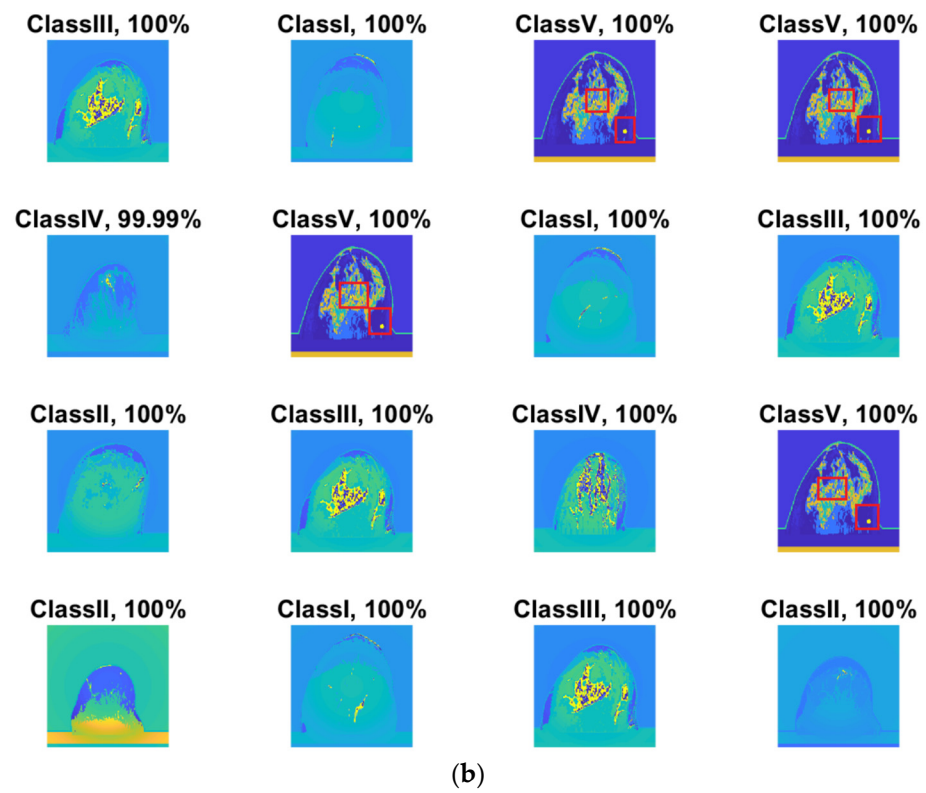 ClassIII, 100% ClassI, 100% ClassV, 100% ClassV, 100%
ClassIV, 99.99% ClassV, 100% ClassI, 100% ClassIII, 100%
ClassII, 100% ClassIII, 100% ClassIV, 100% ClassV, 100%
ClassII, 100% ClassI, 100% ClassIII, 100% ClassII, 100%
(b)